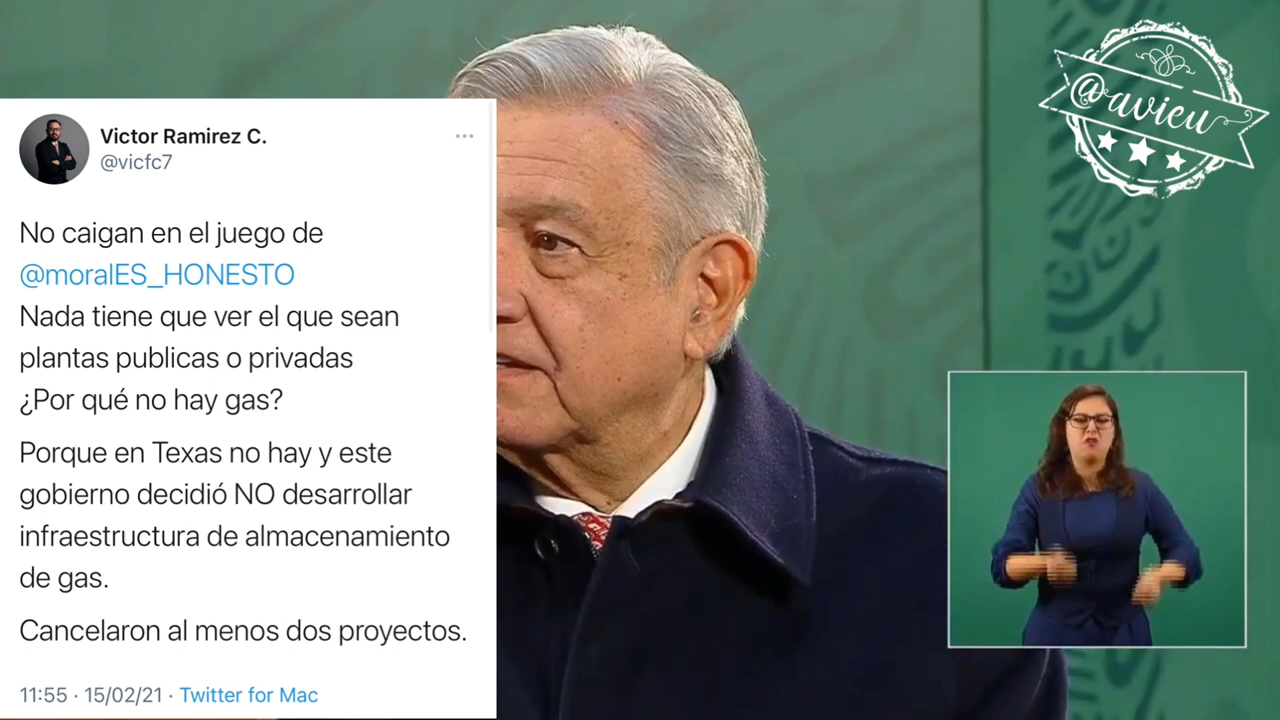 Victor Ramirez C.
@vicfc7
No caigan en el juego de
@moralES_HONESTO
Nada tiene que ver el que sean
plantas publicas o privadas
¿Por qué no hay gas?
Porque en Texas no hay y este
gobierno decidió NO desarrollar
infraestructura de almacenamiento
de gas.
Cancelaron al menos dos proyectos.
11:55 · 15/02/21 · Twitter for Mac
@avicu